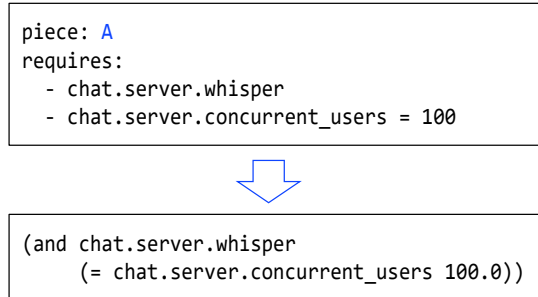 piece: A
requires:
  - chat.server.whisper
  - chat.server.concurrent_users = 100
(and chat.server.whisper
     (= chat.server.concurrent_users 100.0))